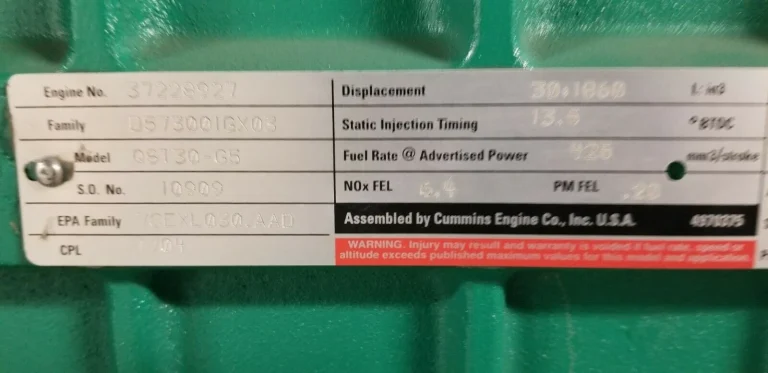 Engine No. 37228927
Family
Model QST30-G5
S.O. No. 10909
EPA Family
CPL
Displacement 30,1860 L: in3
Static Injection Timing 13.5 °BTDC
Fuel Rate @ Advertised Power mm3/stroke
NOx FEL PM FEL
Assembled by Cummins Engine Co., Inc. U.S.A. 4970375
WARNING. Injury may result and warranty is voided if fuel rate, speed or
altitude exceeds published maximum values for this model and application.